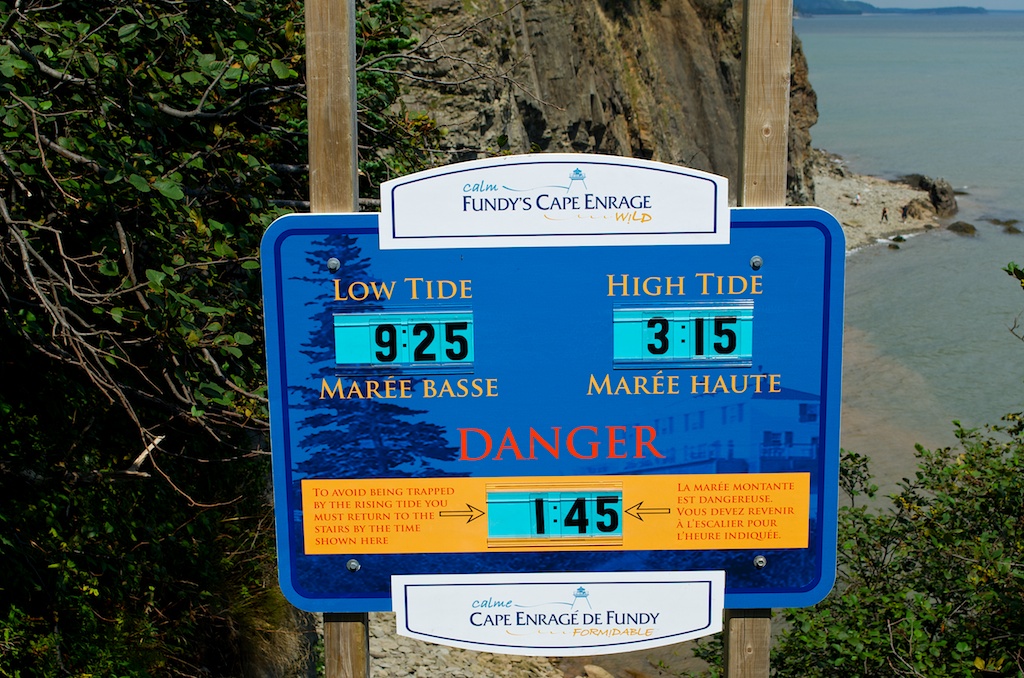 calm
FUNDY'S CAPE ENRAGE
WILD
LOW TIDE
9:25
MARÉE BASSE
HIGH TIDE
3:15
MARÉE HAUTE
DANGER
TO AVOID BEING TRAPPED
BY THE RISING TIDE YOU
MUST RETURN TO THE
STAIRS BY THE TIME
SHOWN HERE
1:45
LA MARÉE MONTANTE
EST DANGEREUSE.
VOUS DEVEZ REVENIR
À L'ESCALIER POUR
L'HEURE INDIQUÉE.
calme
CAPE ENRAGÉ DE FUNDY
FORMIDABLE